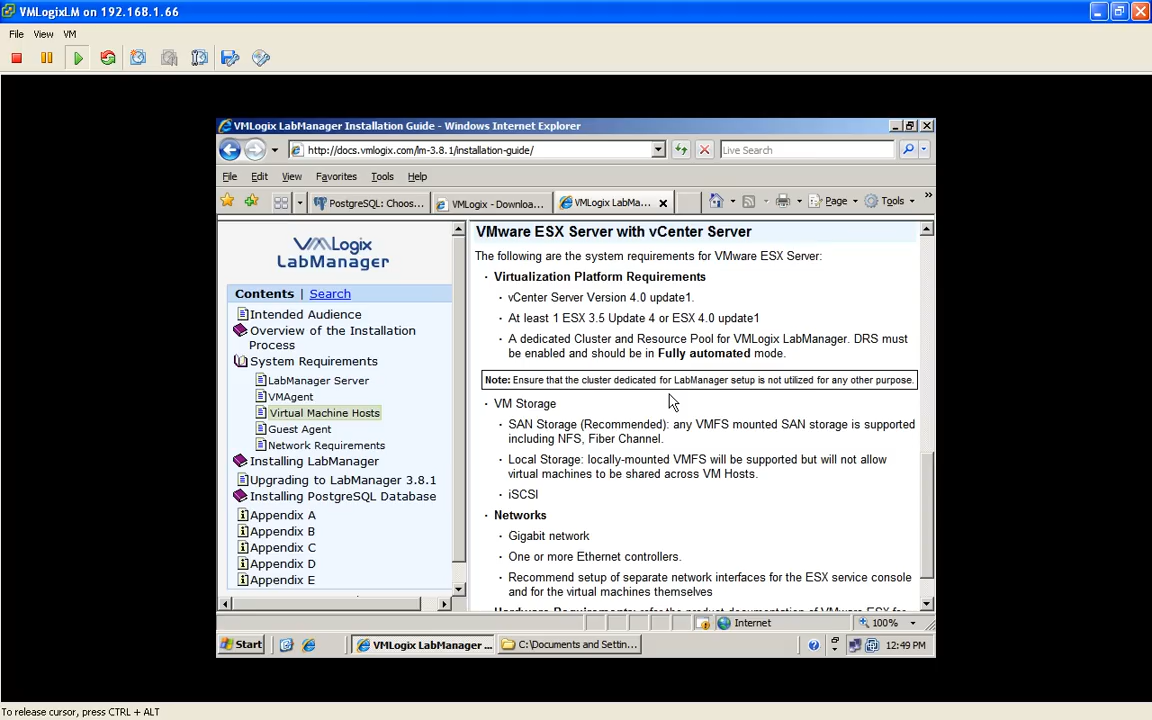 VMLogixLM on 192.168.1.66
File View VM
VMLogix LabManager Installation Guide - Windows Internet Explorer
http://docs.vmlogix.com/lm-3.8.1/installation-guide/
Live Search
File Edit View Favorites Tools Help
PostgreSQL: Choos...
VMLogix - Downloa...
VMLogix LabMa...
Page
Tools
VMLogix
LABMANAGER
Contents | Search
Intended Audience
Overview of the Installation
Process
System Requirements
LabManager Server
VMAgent
Virtual Machine Hosts
Guest Agent
Network Requirements
Installing LabManager
Upgrading to LabManager 3.8.1
Installing PostgreSQL Database
Appendix A
Appendix B
Appendix C
Appendix D
Appendix E
VMware ESX Server with vCenter Server
The following are the system requirements for VMware ESX Server:
· Virtualization Platform Requirements
· vCenter Server Version 4.0 update1.
· At least 1 ESX 3.5 Update 4 or ESX 4.0 update1
· A dedicated Cluster and Resource Pool for VMLogix LabManager. DRS must
be enabled and should be in Fully automated mode.
Note: Ensure that the cluster dedicated for LabManager setup is not utilized for any other purpose.
· VM Storage
· SAN Storage (Recommended): any VMFS mounted SAN storage is supported
including NFS, Fiber Channel.
· Local Storage: locally-mounted VMFS will be supported but will not allow
virtual machines to be shared across VM Hosts.
· iSCSI
· Networks
· Gigabit network
· One or more Ethernet controllers.
· Recommend setup of separate network interfaces for the ESX service console
and for the virtual machines themselves
Hardware Requirements: refer the product documentation of VMware ESX for
Internet
100%
Start
VMLogix LabManager ...
C:\Documents and Settin...
12:49 PM
To release cursor, press CTRL + ALT